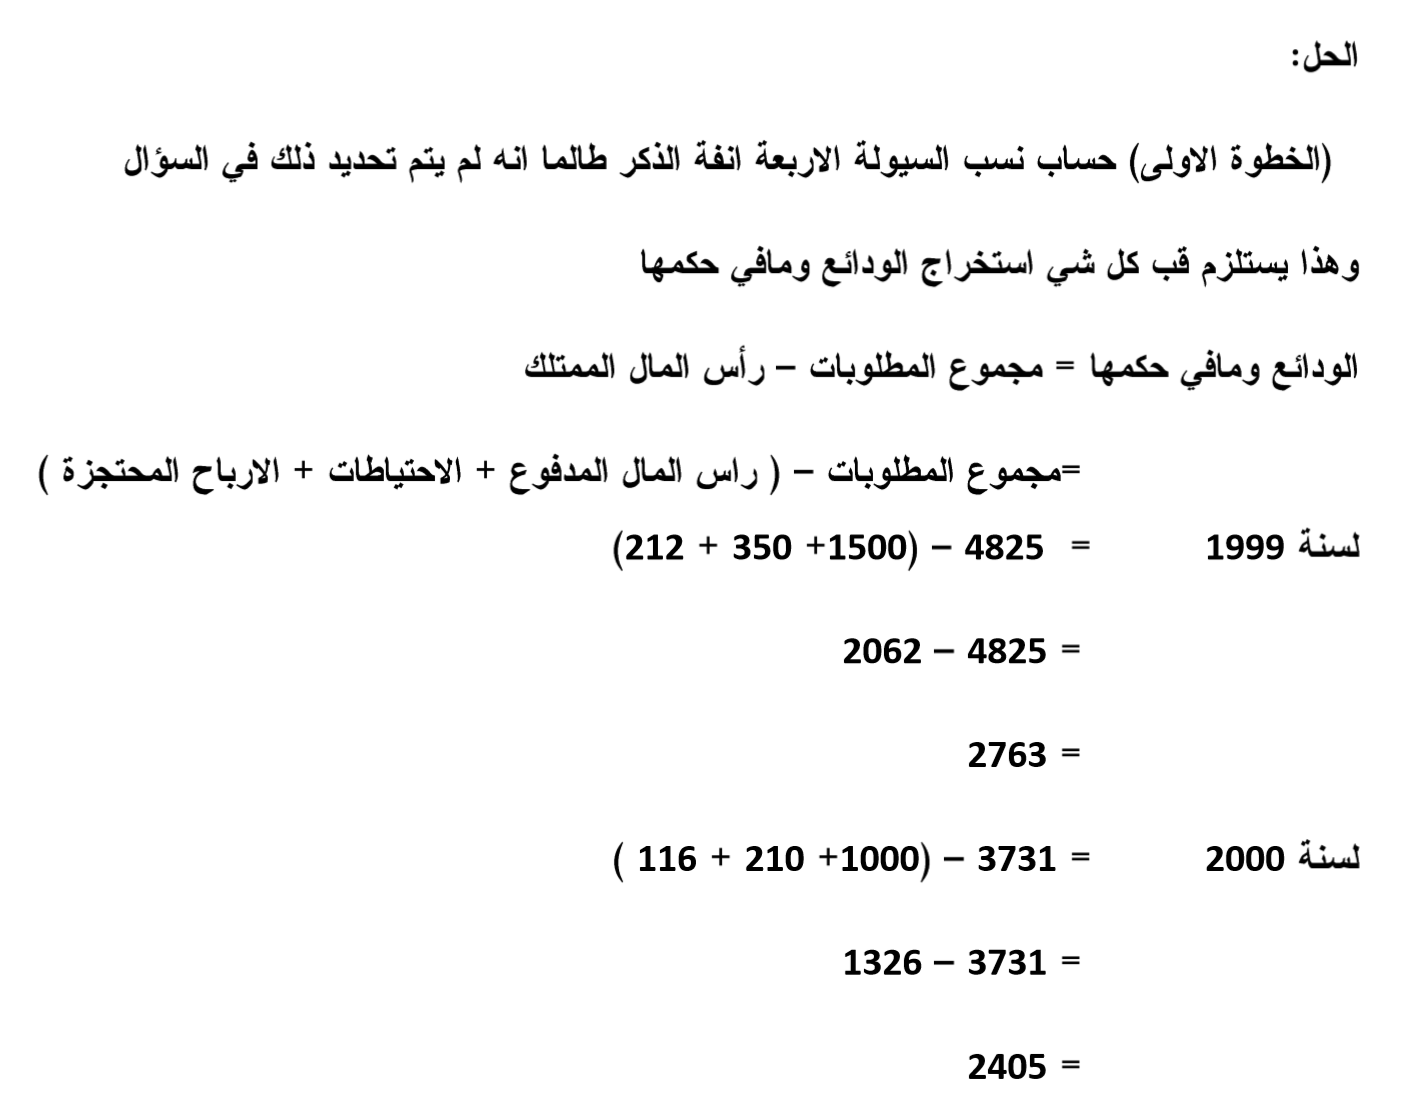 الحل:
(الخطوة الاولى) حساب نسب السيولة الاربعة انفة الذكر طالما انه لم يتم تحديد ذلك في السؤال
وهذا يستلزم قب كل شي استخراج الودائع ومافي حكمها
الودائع ومافي حكمها = مجموع المطلوبات – رأس المال الممتلك
=مجموع المطلوبات – ( راس المال المدفوع + الاحتياطات + الارباح المحتجزة )
لسنة 1999 = 4825 – (1500+ 350 + 212)
= 4825 – 2062
= 2763
لسنة 2000 = 3731 – (1000+ 210 + 116 )
= 3731 – 1326
= 2405